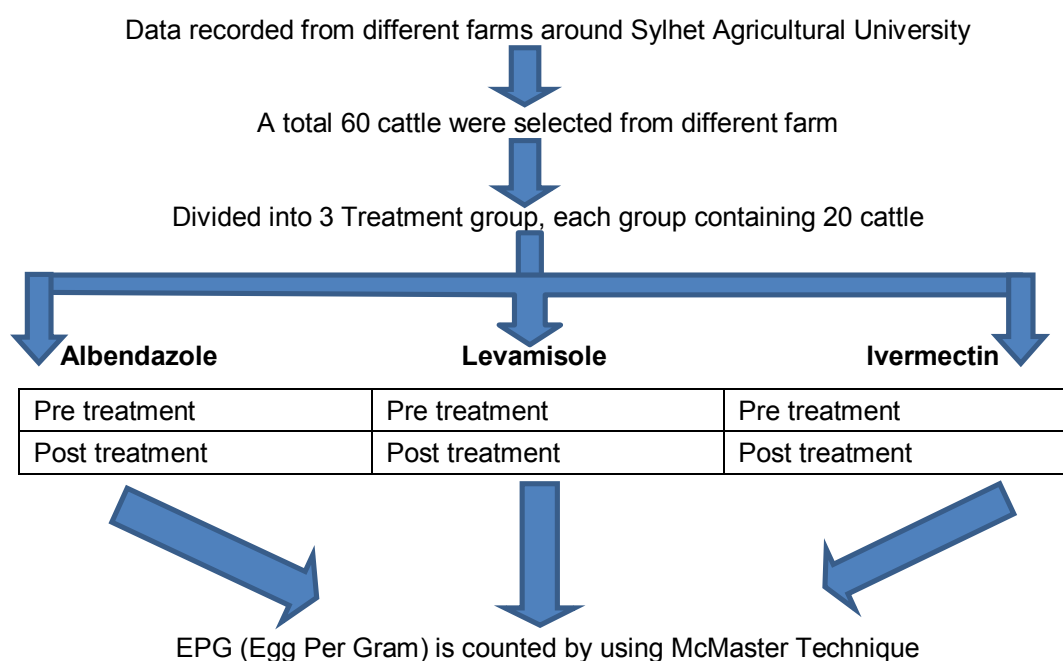 Data recorded from different farms around Sylhet Agricultural University
A total 60 cattle were selected from different farm
Divided into 3 Treatment group, each group containing 20 cattle
Albendazole Levamisole Ivermectin
Pre treatment Pre treatment Pre treatment
Post treatment Post treatment Post treatment
EPG (Egg Per Gram) is counted by using McMaster Technique